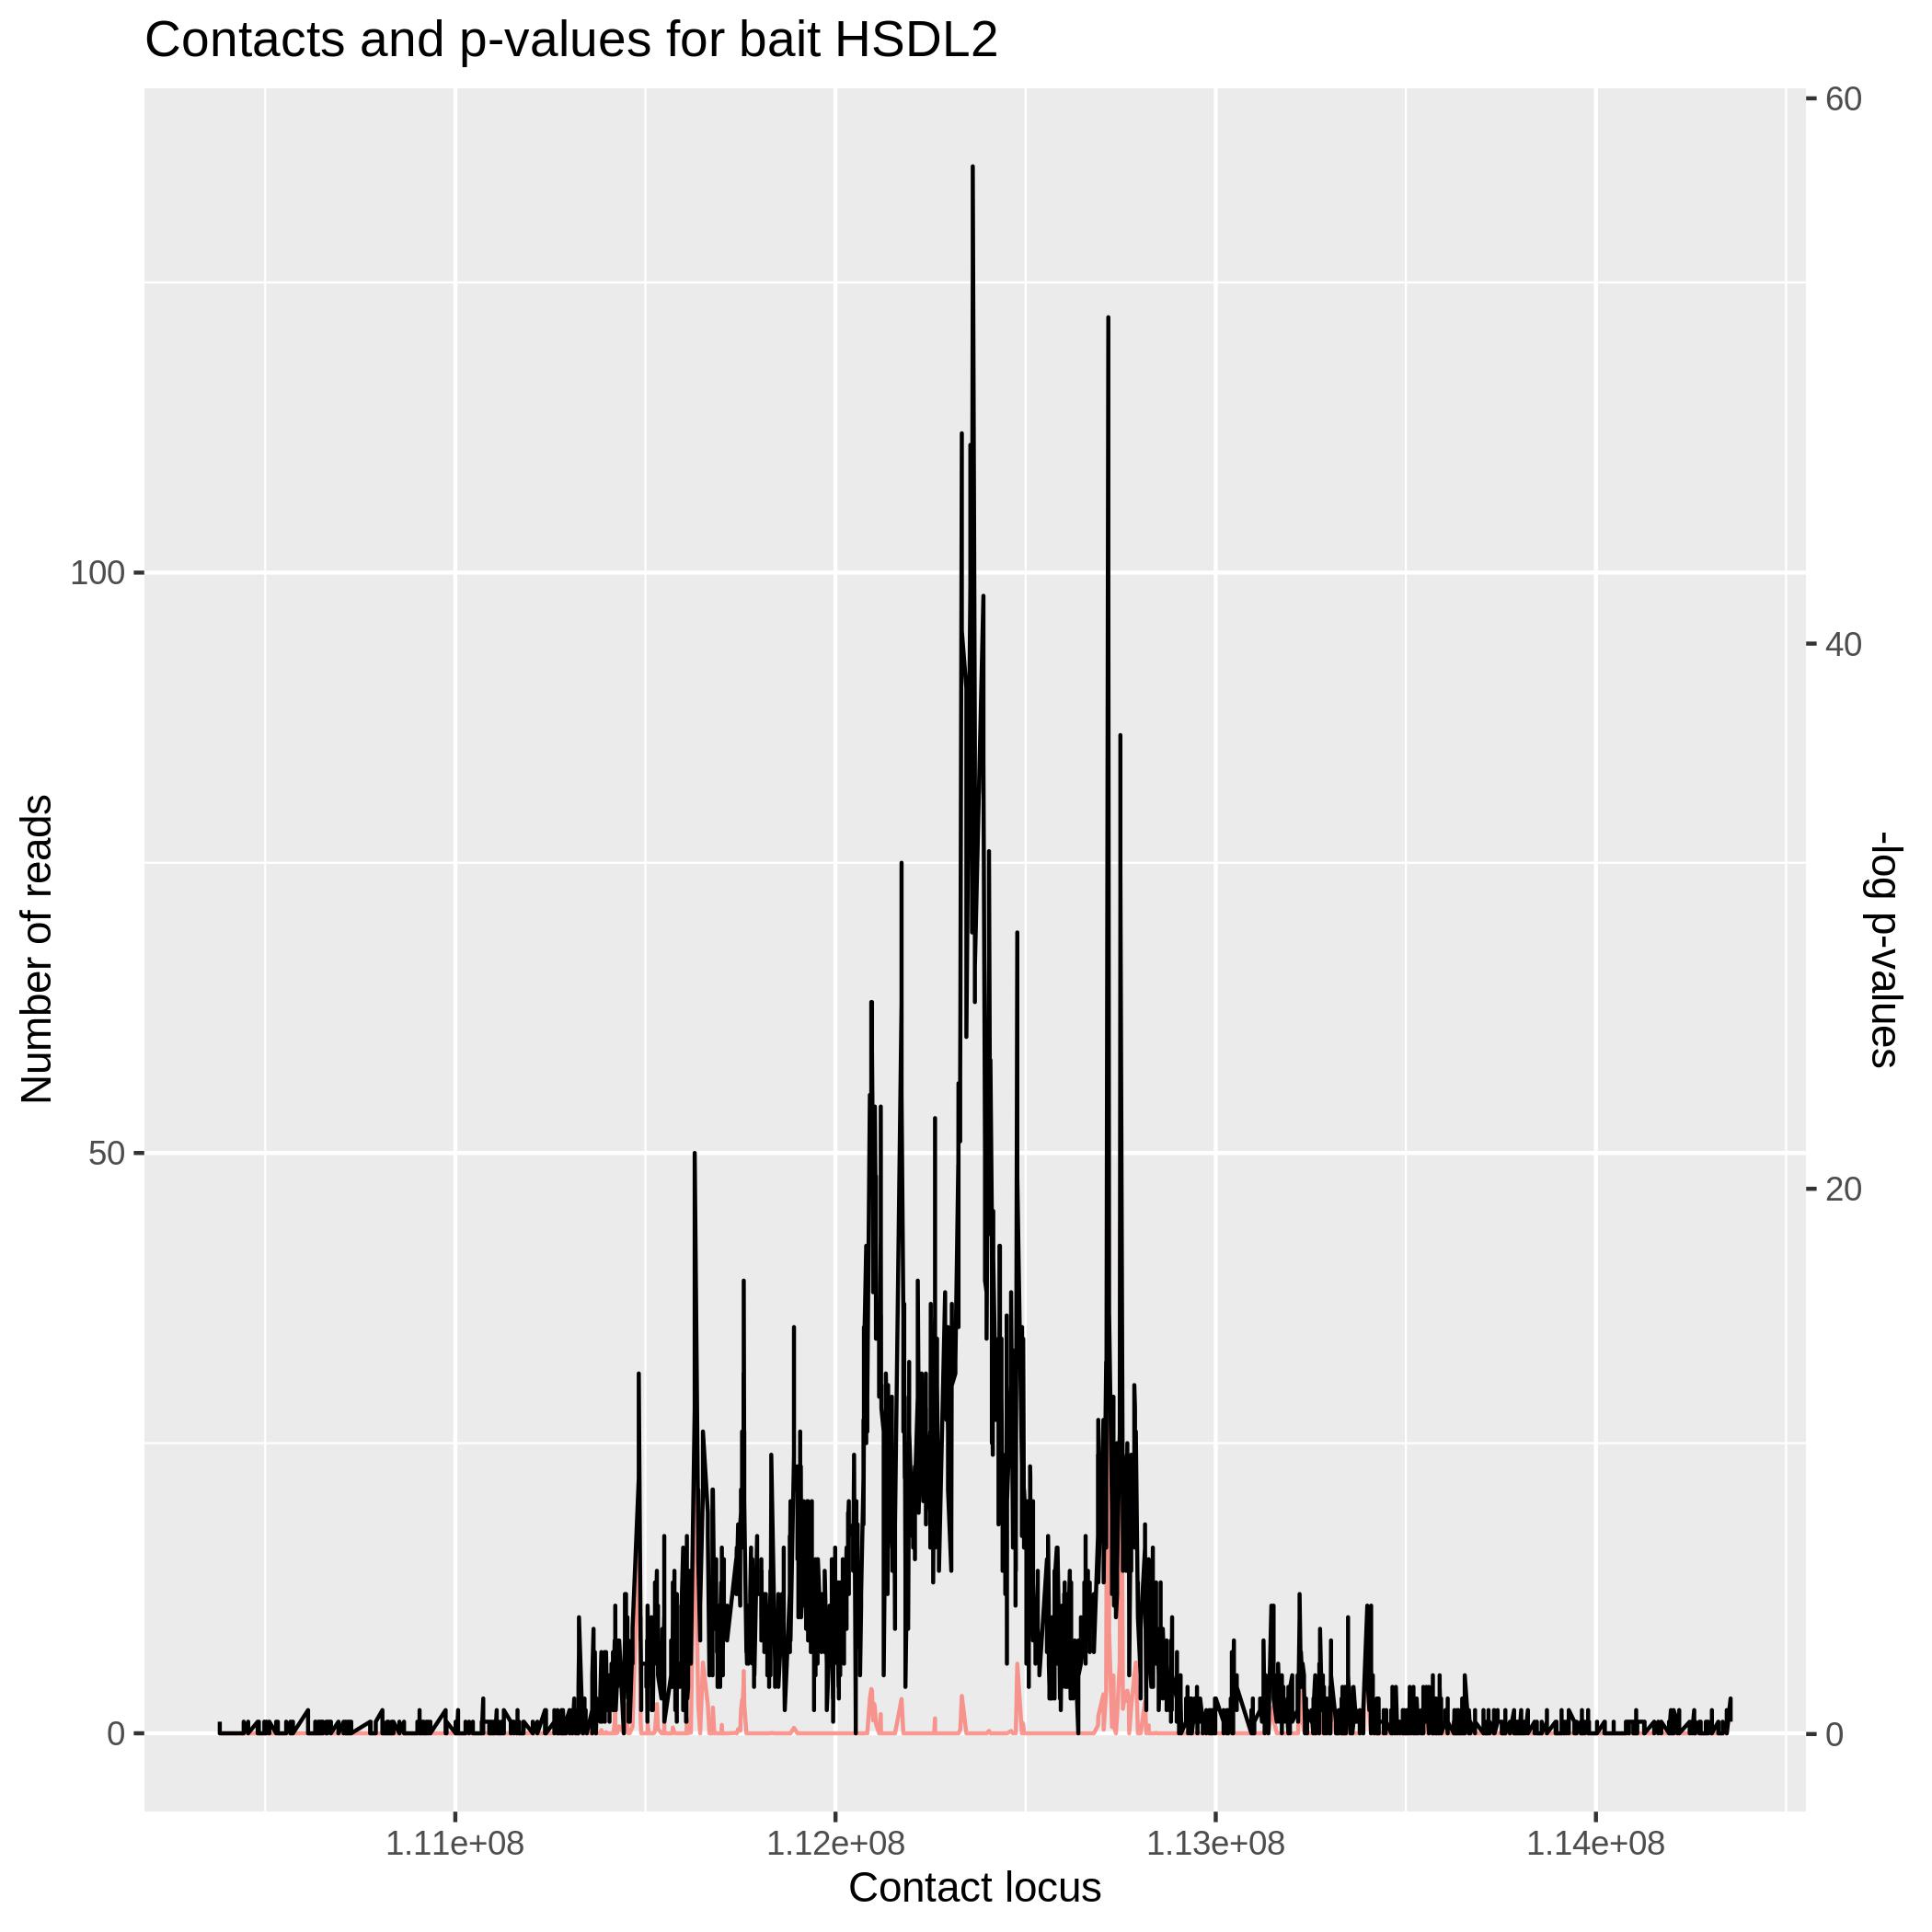 Contacts and p-values for bait HSDL2
60
100
40
Number of reads
-log p-values
50
20
0
0
1.11e+08
1.12e+08
1.13e+08
1.14e+08
Contact locus